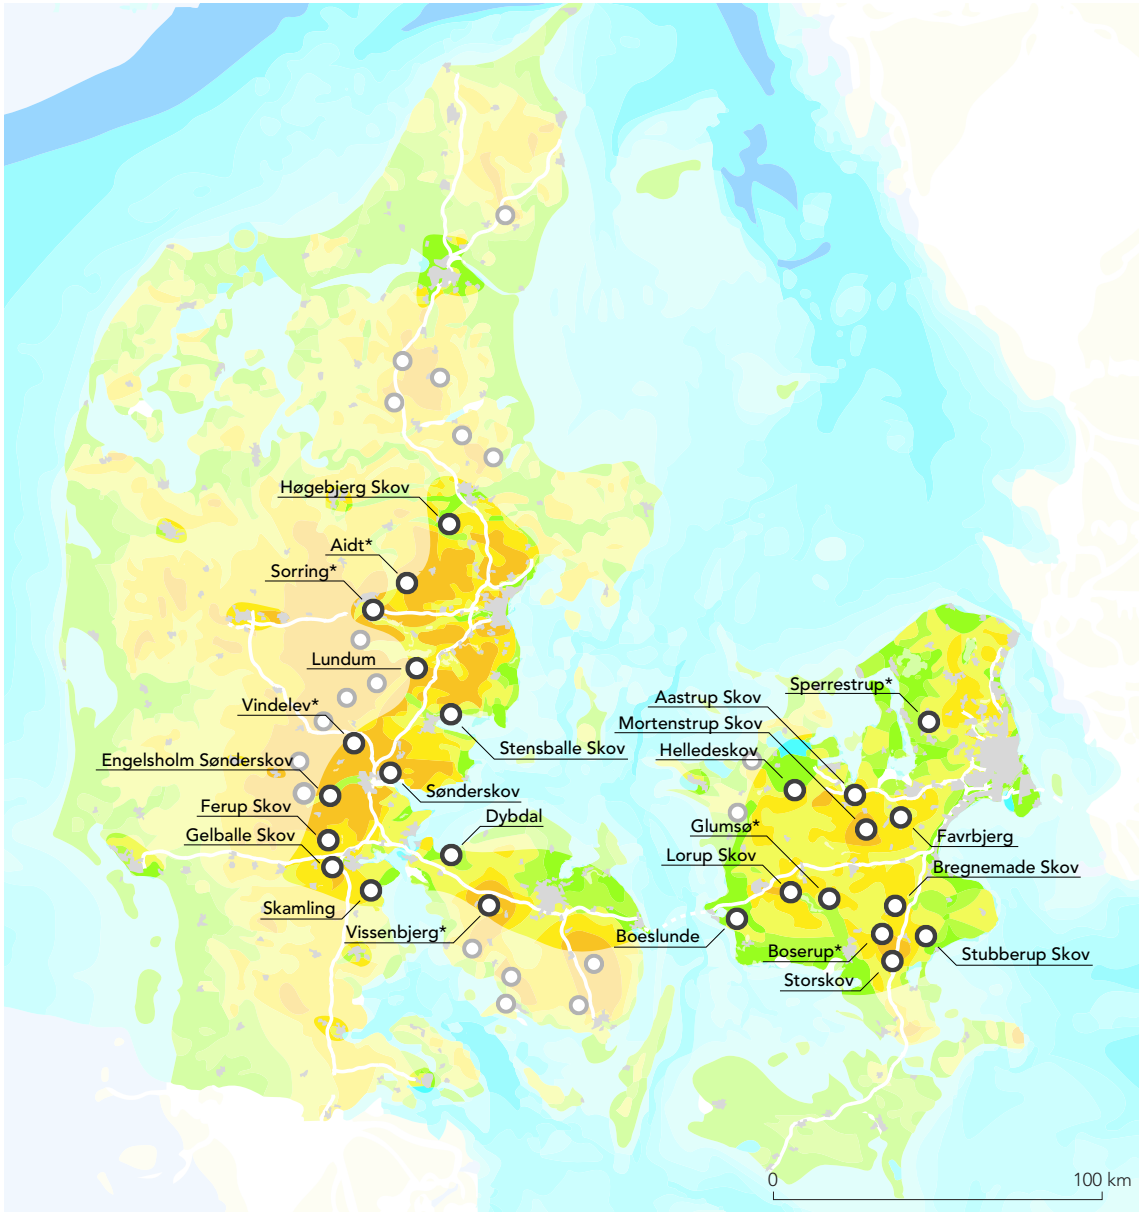 Høgebjerg Skov
Aidt*
Sorring*
Lundum
Vindelev*
Stensballe Skov
Engelsholm Sønderskov
Sønderskov
Ferup Skov
Dybdal
Gelballe Skov
Skamling
Vissenbjerg*
Sperrestrup*
Aastrup Skov
Mortenstrup Skov
Helledeskov
Glumsø*
Favrbjerg
Lorup Skov
Bregnemade Skov
Boeslunde
Boserup*
Stubberup Skov
Storskov
0 100 km